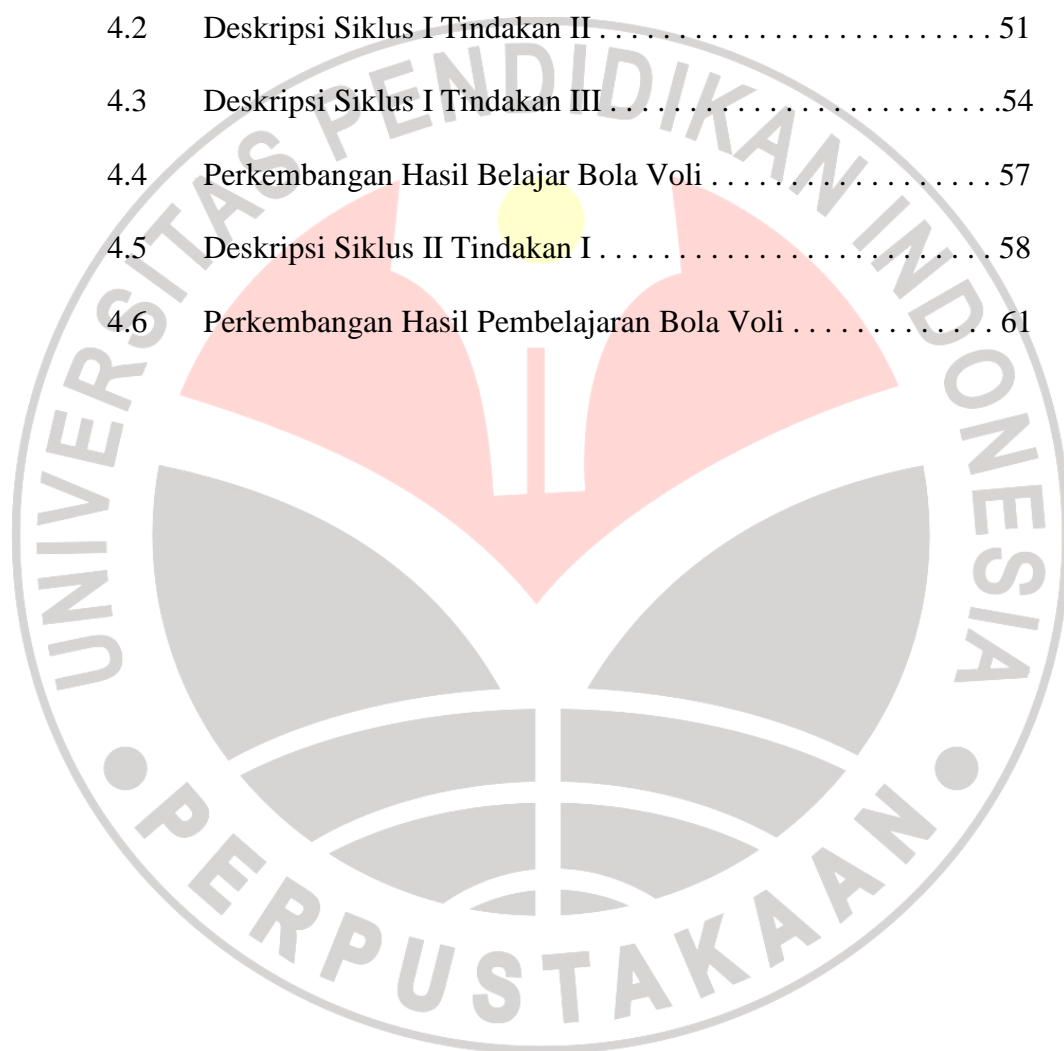 4.2 Deskripsi Siklus I Tindakan II . . . . . . . . . . . . . . . . . . . . . . . . . 51
4.3 Deskripsi Siklus I Tindakan III . . . . . . . . . . . . . . . . . . . . . . . . .54
4.4 Perkembangan Hasil Belajar Bola Voli . . . . . . . . . . . . . . . . . . 57
4.5 Deskripsi Siklus II Tindakan I . . . . . . . . . . . . . . . . . . . . . . . . . 58
4.6 Perkembangan Hasil Pembelajaran Bola Voli . . . . . . . . . . . . . 61
UNIVERSITAS PENDIDIKAN INDONESIA
PERPUSTAKAAN